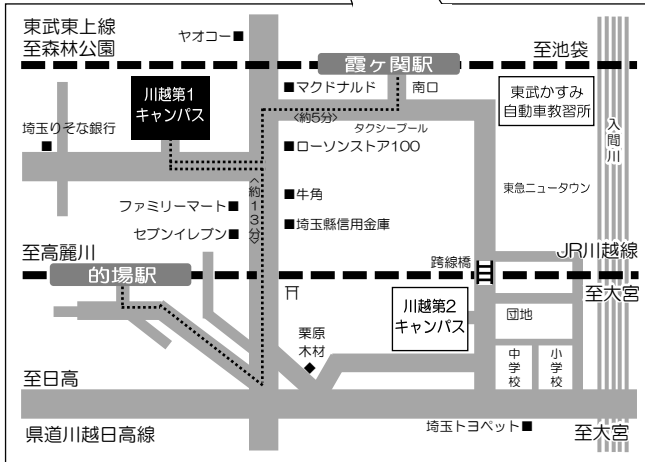 東武東上線
至森林公園
ヤオコー■
霞ヶ関駅
至池袋
川越第1
キャンパス
■マクドナルド
南口
東武かすみ
自動車教習所
〈約5分〉
タクシープール
埼玉りそな銀行
■
■ローソンストア100
入間川
東急ニュータウン
〈約13分〉
■牛角
ファミリーマート■
■埼玉縣信用金庫
セブンイレブン■
至高麗川
跨線橋
JR川越線
的場駅
至大宮
川越第2
キャンパス
団地
栗原
木材
◆
中学校
小学校
至日高
県道川越日高線
埼玉トヨペット■
至大宮